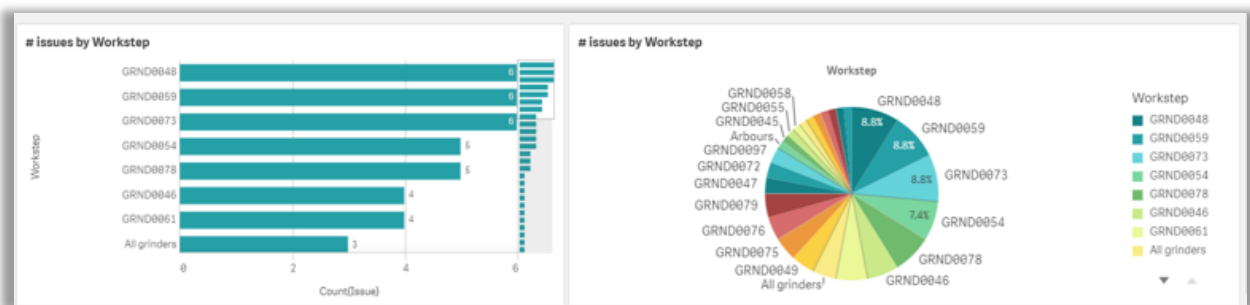 # issues by Workstep
Workstep
GRND0048
6
GRND0059
6
GRND0073
6
GRND0054
5
GRND0078
5
GRND0046
4
GRND0061
4
All grinders
3
0 2 4 6
Count(Issue)
# issues by Workstep
Workstep
GRND0058
GRND0055
GRND0045
Arbours
GRND0097
GRND0072
GRND0047
GRND0079
GRND0076
GRND0075
GRND0049
All grinders
GRND0048
GRND0059
GRND0073
GRND0054
GRND0078
GRND0046
8.8%
8.8%
8.8%
7.4%
Workstep
GRND0048
GRND0059
GRND0073
GRND0054
GRND0078
GRND0046
GRND0061
All grinders